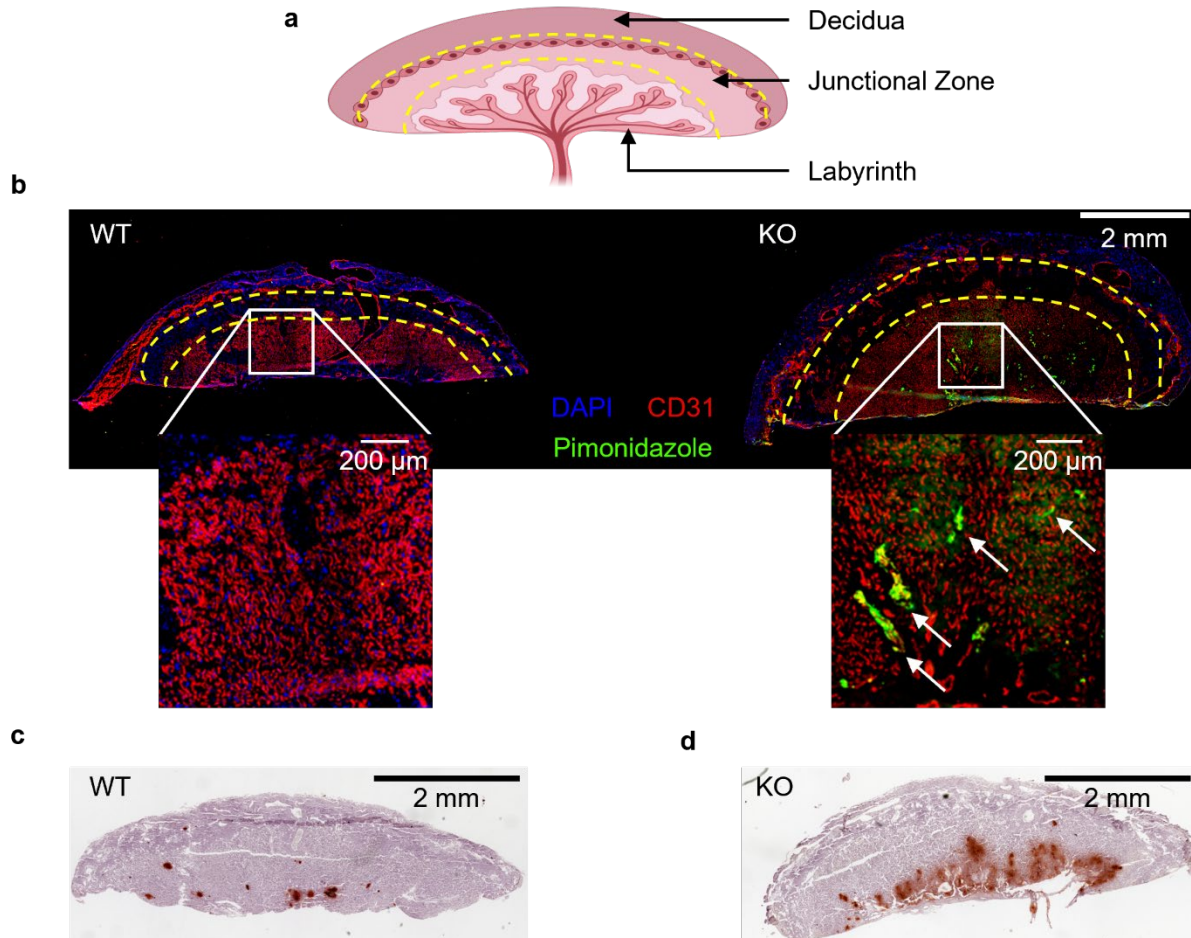 a
Decidua
Junctional Zone
Labyrinth
b
WT
KO
2 mm
DAPI CD31
Pimonidazole
200 µm
200 µm
c
d
WT
2 mm
KO
2 mm